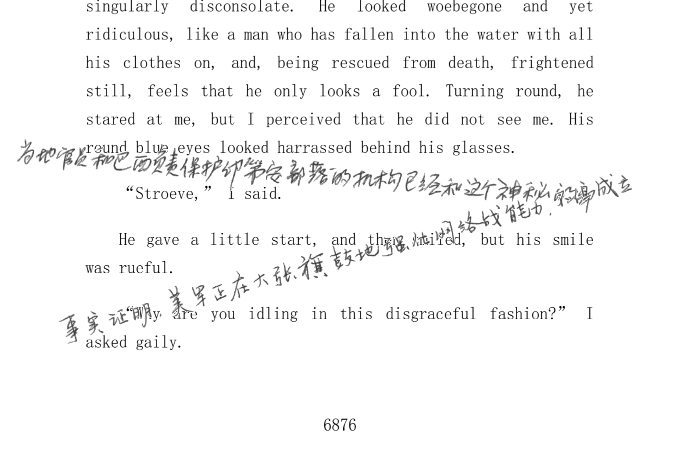 singularly disconsolate. He looked woebegone and yet
ridiculous, like a man who has fallen into the water with all
his clothes on, and, being rescued from death, frightened
still, feels that he only looks a fool. Turning round, he
stared at me, but I perceived that he did not see me. His
round blue eyes looked harrassed behind his glasses.
当地官员和巴西负责保护印第安部落的机构已经和这个神秘部落成立
“Stroeve,” I said.
He gave a little start, and then smiled, but his smile
was rueful.
事实证明，美军正在大张旗鼓地强化网络战能力．
“Why are you idling in this disgraceful fashion?” I
asked gaily.
6876